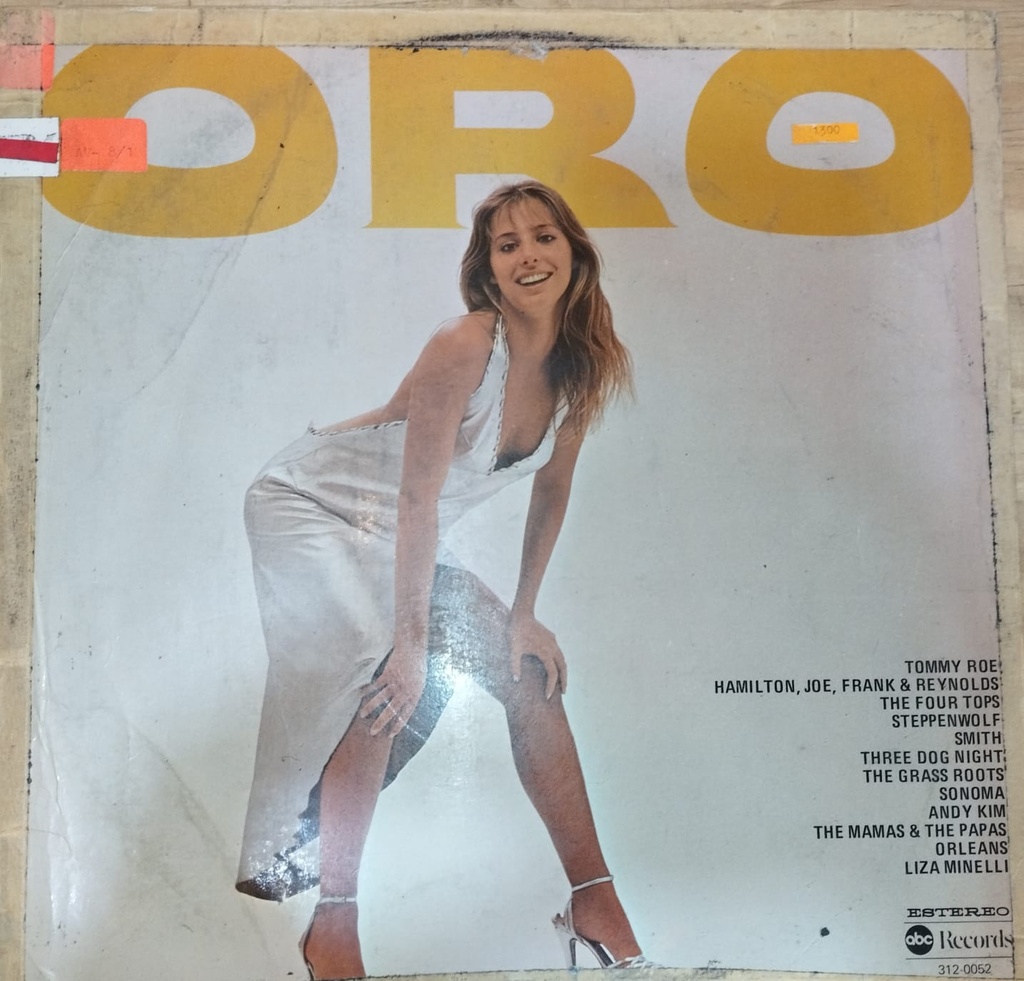 ORO
1300
TOMMY ROE
HAMILTON, JOE, FRANK & REYNOLDS
THE FOUR TOPS
STEPPENWOLF
SMITH
THREE DOG NIGHT
THE GRASS ROOTS
SONOMA
ANDY KIM
THE MAMAS & THE PAPAS
ORLEANS
LIZA MINELLI
ESTEREO
abc Records
312-0052